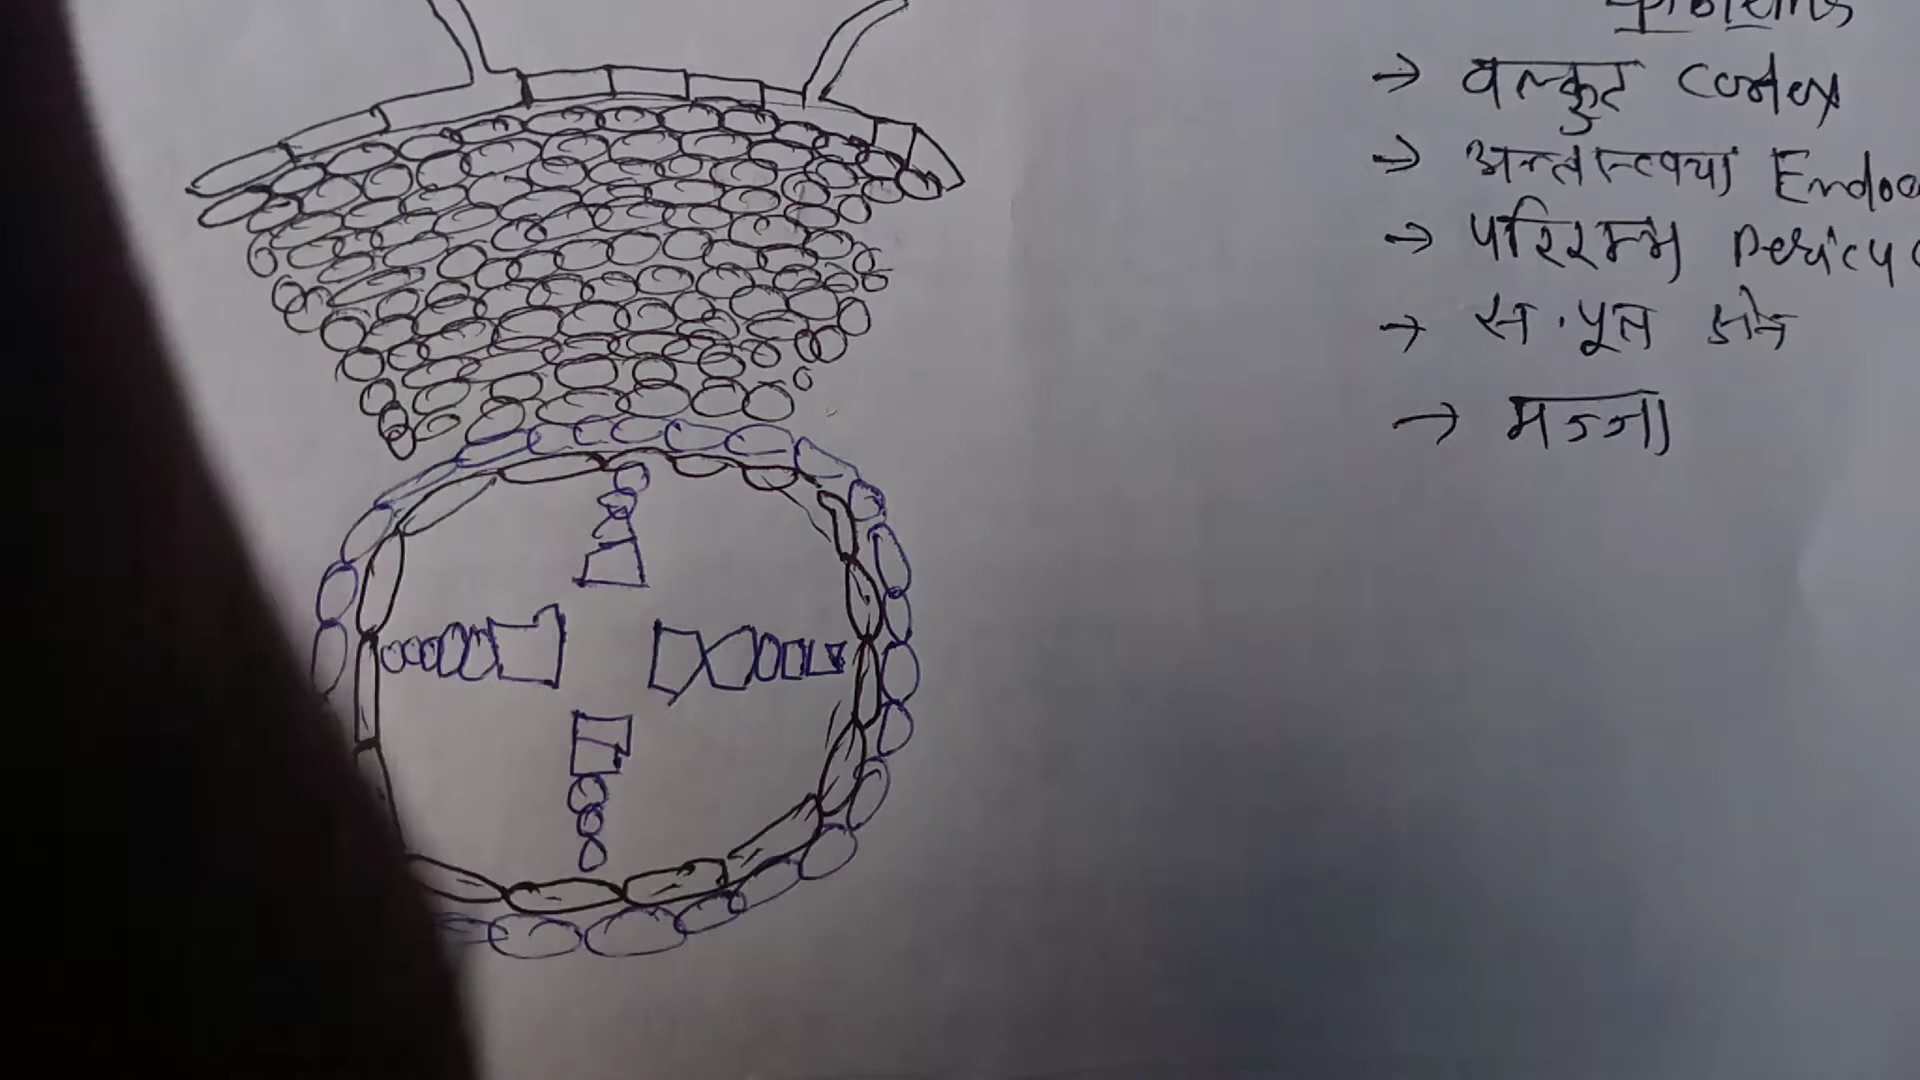 → वल्कुट Cortex
→ अन्तस्त्वचा Endo
→ परिरम्भ Pericy
→ स.पूल
→ मज्जा